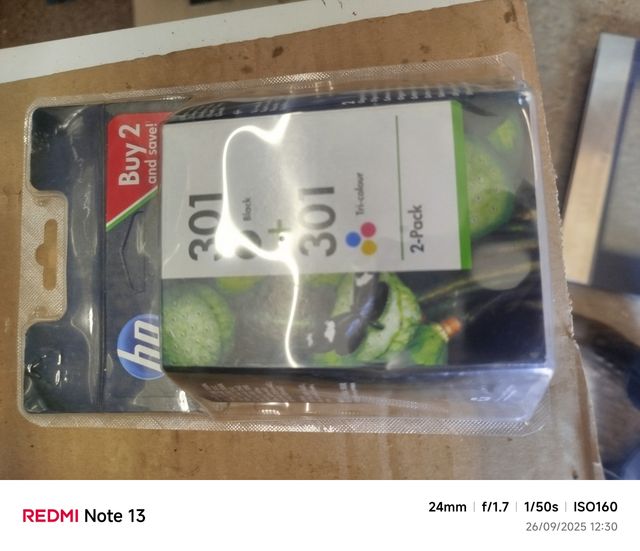 Buy 2
and save!
hp
301
Black
+
301
Tri-colour
2-Pack
REDMI Note 13
24mm | f/1.7 | 1/50s | ISO160
26/09/2025 12:30